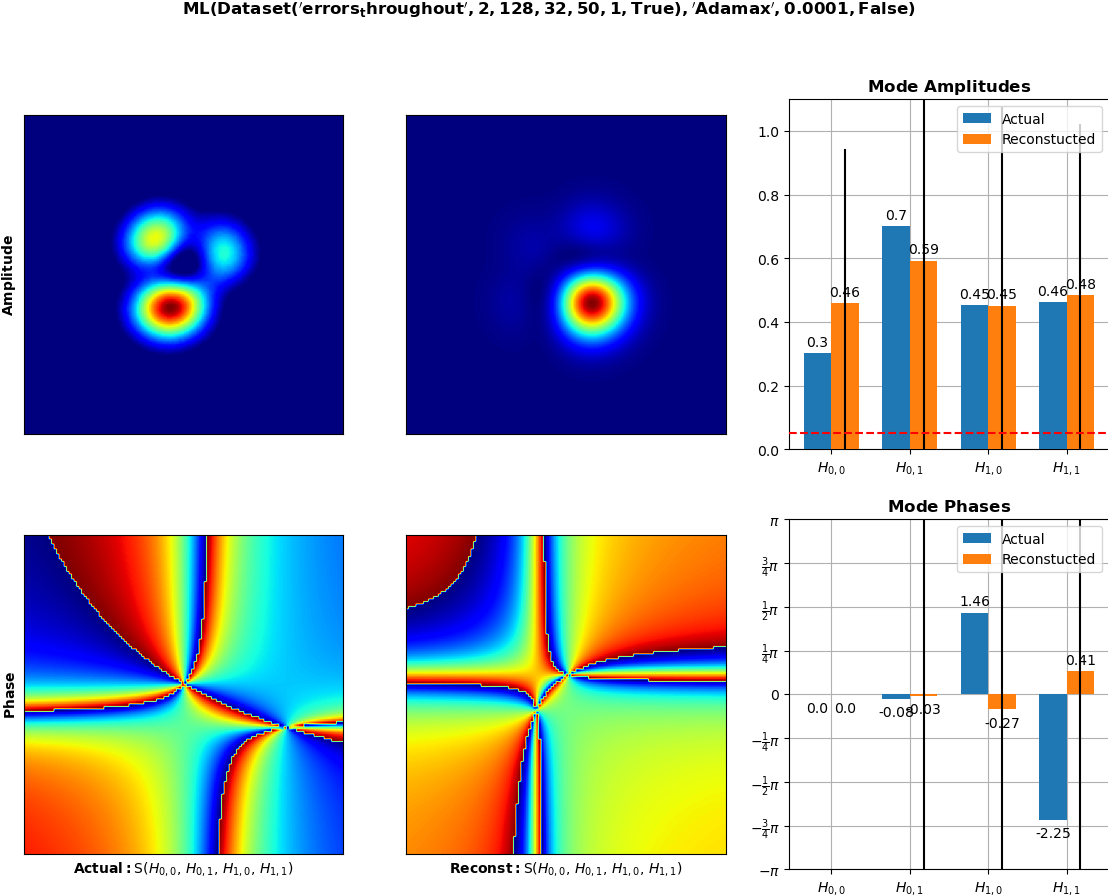 ML(Dataset('errors_throughout', 2, 128, 32, 50, 1, True), 'Adamax', 0.0001, False)
Amplitude
Mode Amplitudes
Actual
Reconstucted
1.0
0.8
0.6
0.4
0.2
0.0
0.3
0.46
0.7
0.59
0.45
0.45
0.46
0.48
H0,0
H0,1
H1,0
H1,1
Phase
Actual: S(H0,0, H0,1, H1,0, H1,1)
Reconst: S(H0,0, H0,1, H1,0, H1,1)
Mode Phases
Actual
Reconstucted
π
3/4π
1/2π
1/4π
0
−1/4π
−1/2π
−3/4π
−π
0.0
0.0
-0.08
-0.03
1.46
-0.27
-2.25
0.41
H0,0
H0,1
H1,0
H1,1